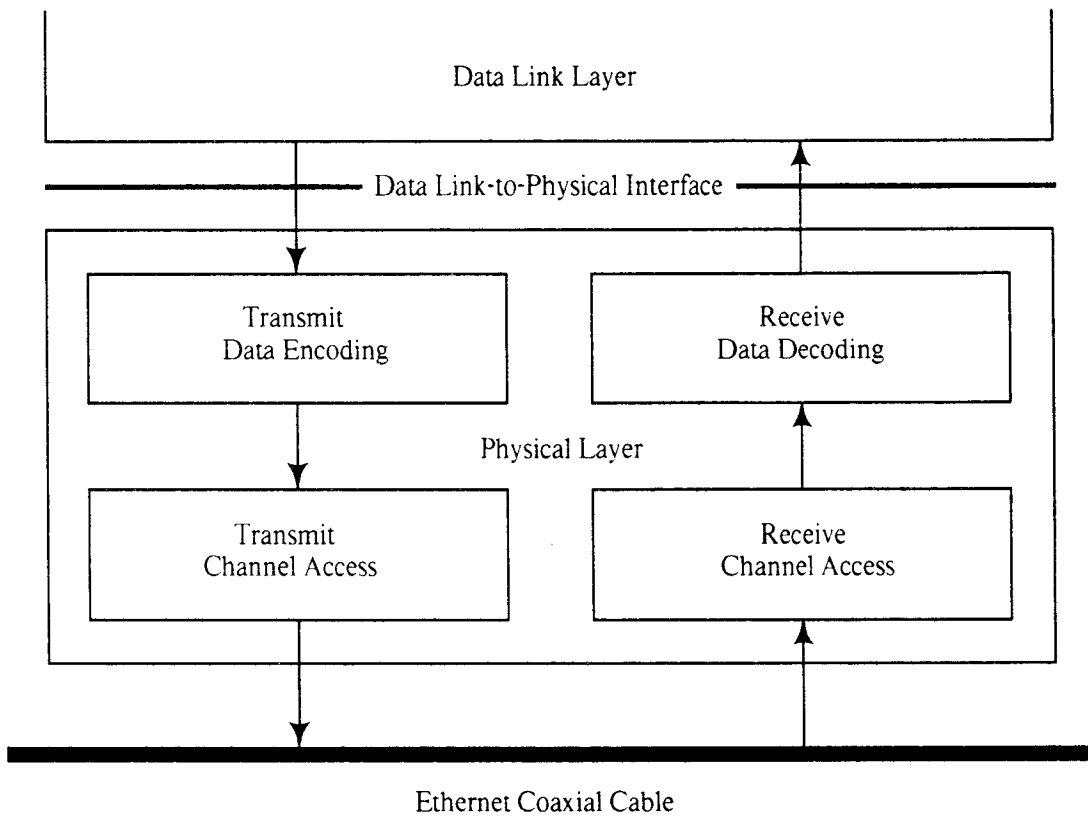 Data Link Layer
Data Link-to-Physical Interface
Transmit
Data Encoding
Receive
Data Decoding
Physical Layer
Transmit
Channel Access
Receive
Channel Access
Ethernet Coaxial Cable